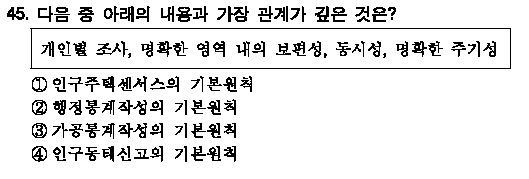 45. 다음 중 아래의 내용과 가장 관계가 깊은 것은?
개인별 조사, 명확한 영역 내의 보편성, 동시성, 명확한 주기성
① 인구주택센서스의 기본원칙
② 행정통계작성의 기본원칙
③ 가공통계작성의 기본원칙
④ 인구동태신고의 기본원칙